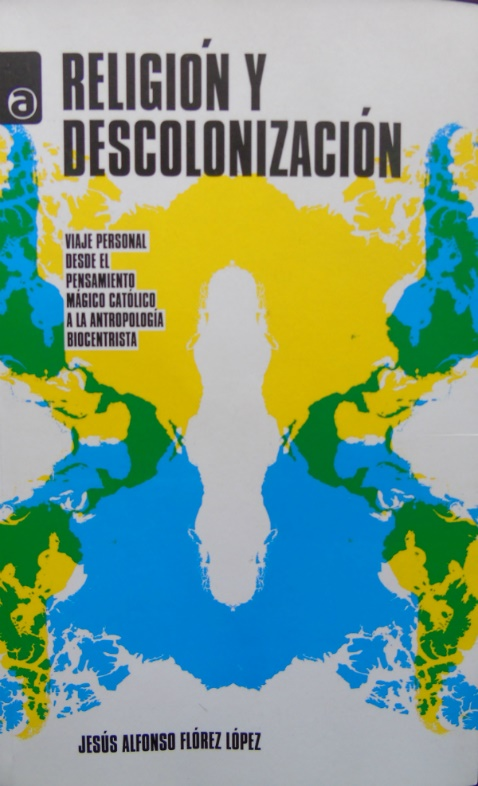 a
RELIGIÓN Y
DESCOLONIZACIÓN
VIAJE PERSONAL
DESDE EL
PENSAMIENTO
MÁGICO CATÓLICO
A LA ANTROPOLOGÍA
BIOCENTRISTA
JESÚS ALFONSO FLÓREZ LÓPEZ